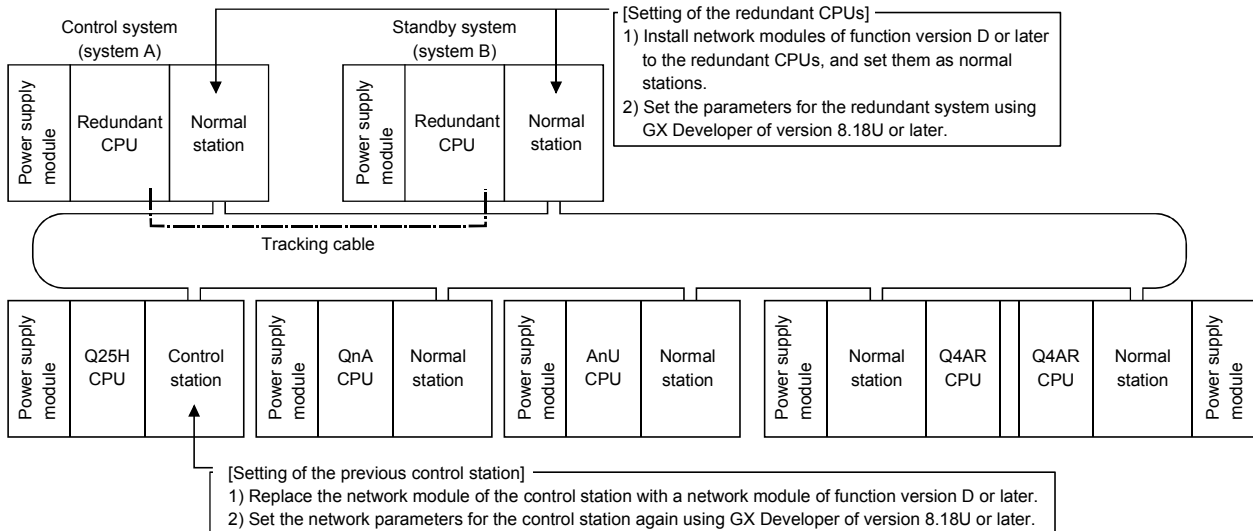 Control system
(system A)
Standby system
(system B)
[Setting of the redundant CPUs]
1) Install network modules of function version D or later
to the redundant CPUs, and set them as normal
stations.
2) Set the parameters for the redundant system using
GX Developer of version 8.18U or later.
Power supply
module
Redundant
CPU
Normal
station
Power supply
module
Redundant
CPU
Normal
station
Tracking cable
Power supply
module
Q25H
CPU
Control
station
Power supply
module
QnA
CPU
Normal
station
Power supply
module
AnU
CPU
Normal
station
Power supply
module
Normal
station
Q4AR
CPU
Q4AR
CPU
Normal
station
Power supply
module
[Setting of the previous control station]
1) Replace the network module of the control station with a network module of function version D or later.
2) Set the network parameters for the control station again using GX Developer of version 8.18U or later.